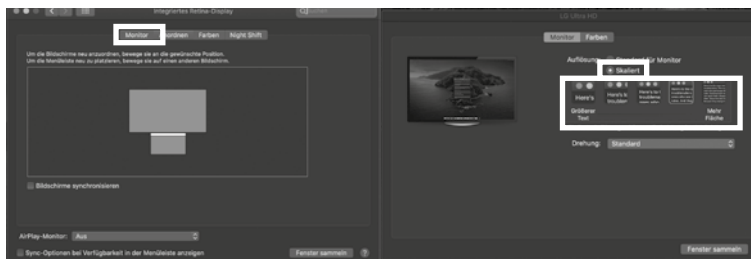 Integriertes Retina-Display
Suchen
Monitor Anordnen Farben Night Shift
Um die Bildschirme neu anzuordnen, bewege sie an die gewünschte Position.
Um die Menüleiste neu zu platzieren, bewege sie auf einen anderen Bildschirm.
Bildschirme synchronisieren
AirPlay-Monitor: Aus
Sync-Optionen bei Verfügbarkeit in der Menüleiste anzeigen
Fenster sammeln ?
LG Ultra HD
Monitor Farben
Auflösung: Standard für Monitor
Skaliert
Here's
Größerer Text
Mehr Fläche
Drehung: Standard
Fenster sammeln